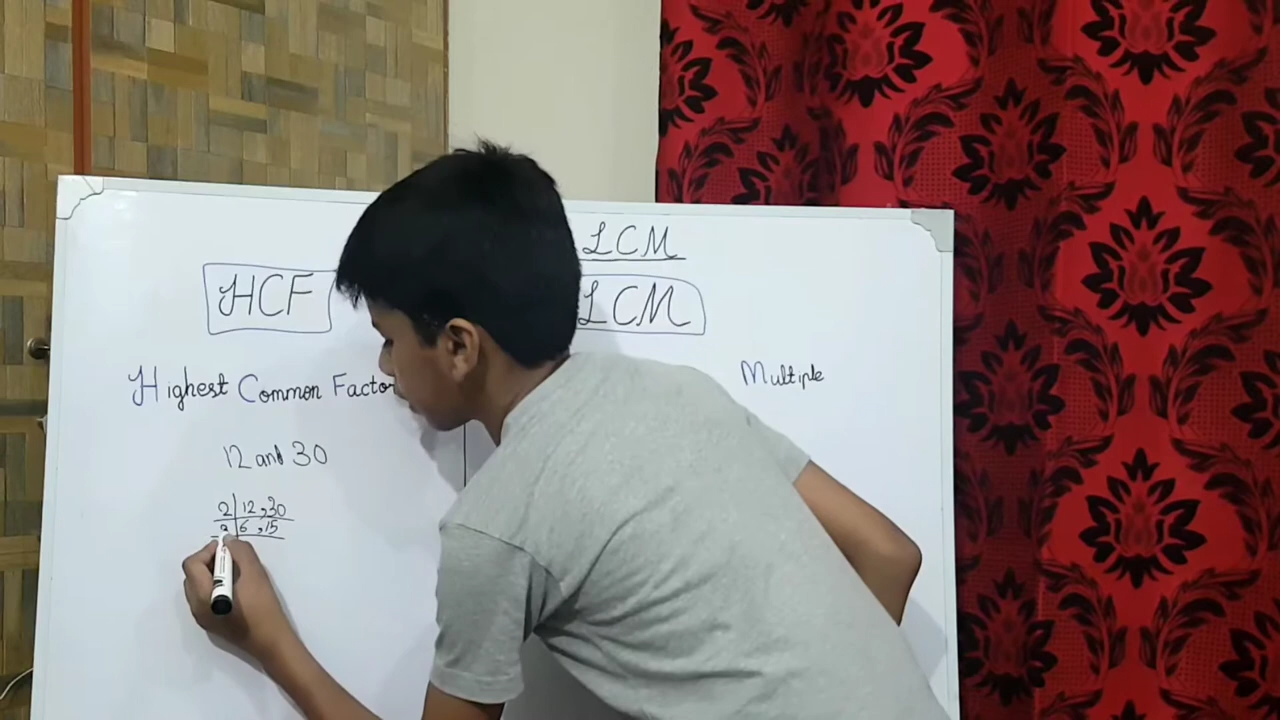 LCM
HCF
LCM
Highest Common Factor
Multiple
12 and 30
2 12,30
6,15